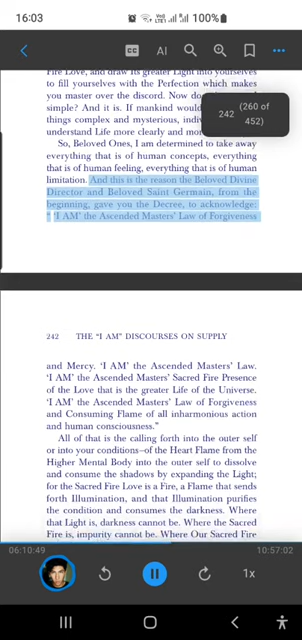 16:03
100%
CC AI
Fire Love, and draw Its greater Light into yourselves
to fill yourselves with the Perfection which makes
you master over the discord. Now do
simple? And it is. If mankind would
things complex and mysterious, indiv
understand Life more clearly and mor
242 (260 of
452)
So, Beloved Ones, I am determined to take away
everything that is of human concepts, everything
that is of human feeling, everything that is of human
limitation. And this is the reason the Beloved Divine
Director and Beloved Saint Germain, from the
beginning, gave you the Decree, to acknowledge:
“ ‘I AM’ the Ascended Masters’ Law of Forgiveness
242 THE “I AM” DISCOURSES ON SUPPLY
and Mercy. ‘I AM’ the Ascended Masters’ Law.
‘I AM’ the Ascended Masters’ Sacred Fire Presence
of the Love that is the greater Life of the Universe.
‘I AM’ the Ascended Masters’ Law of Forgiveness
and Consuming Flame of all inharmonious action
and human consciousness.”
All of that is the calling forth into the outer self
or into your conditions—of the Heart Flame from the
Higher Mental Body into the outer self to dissolve
and consume the shadows by expanding the Light;
for the Sacred Fire Love is a Fire, a Flame that sends
forth Illumination, and that Illumination purifies
the condition and consumes the darkness. Where
that Light is, darkness cannot be. Where the Sacred
Fire is, impurity cannot be. Where Our Sacred Fire
06:10:49 10:57:02
1x